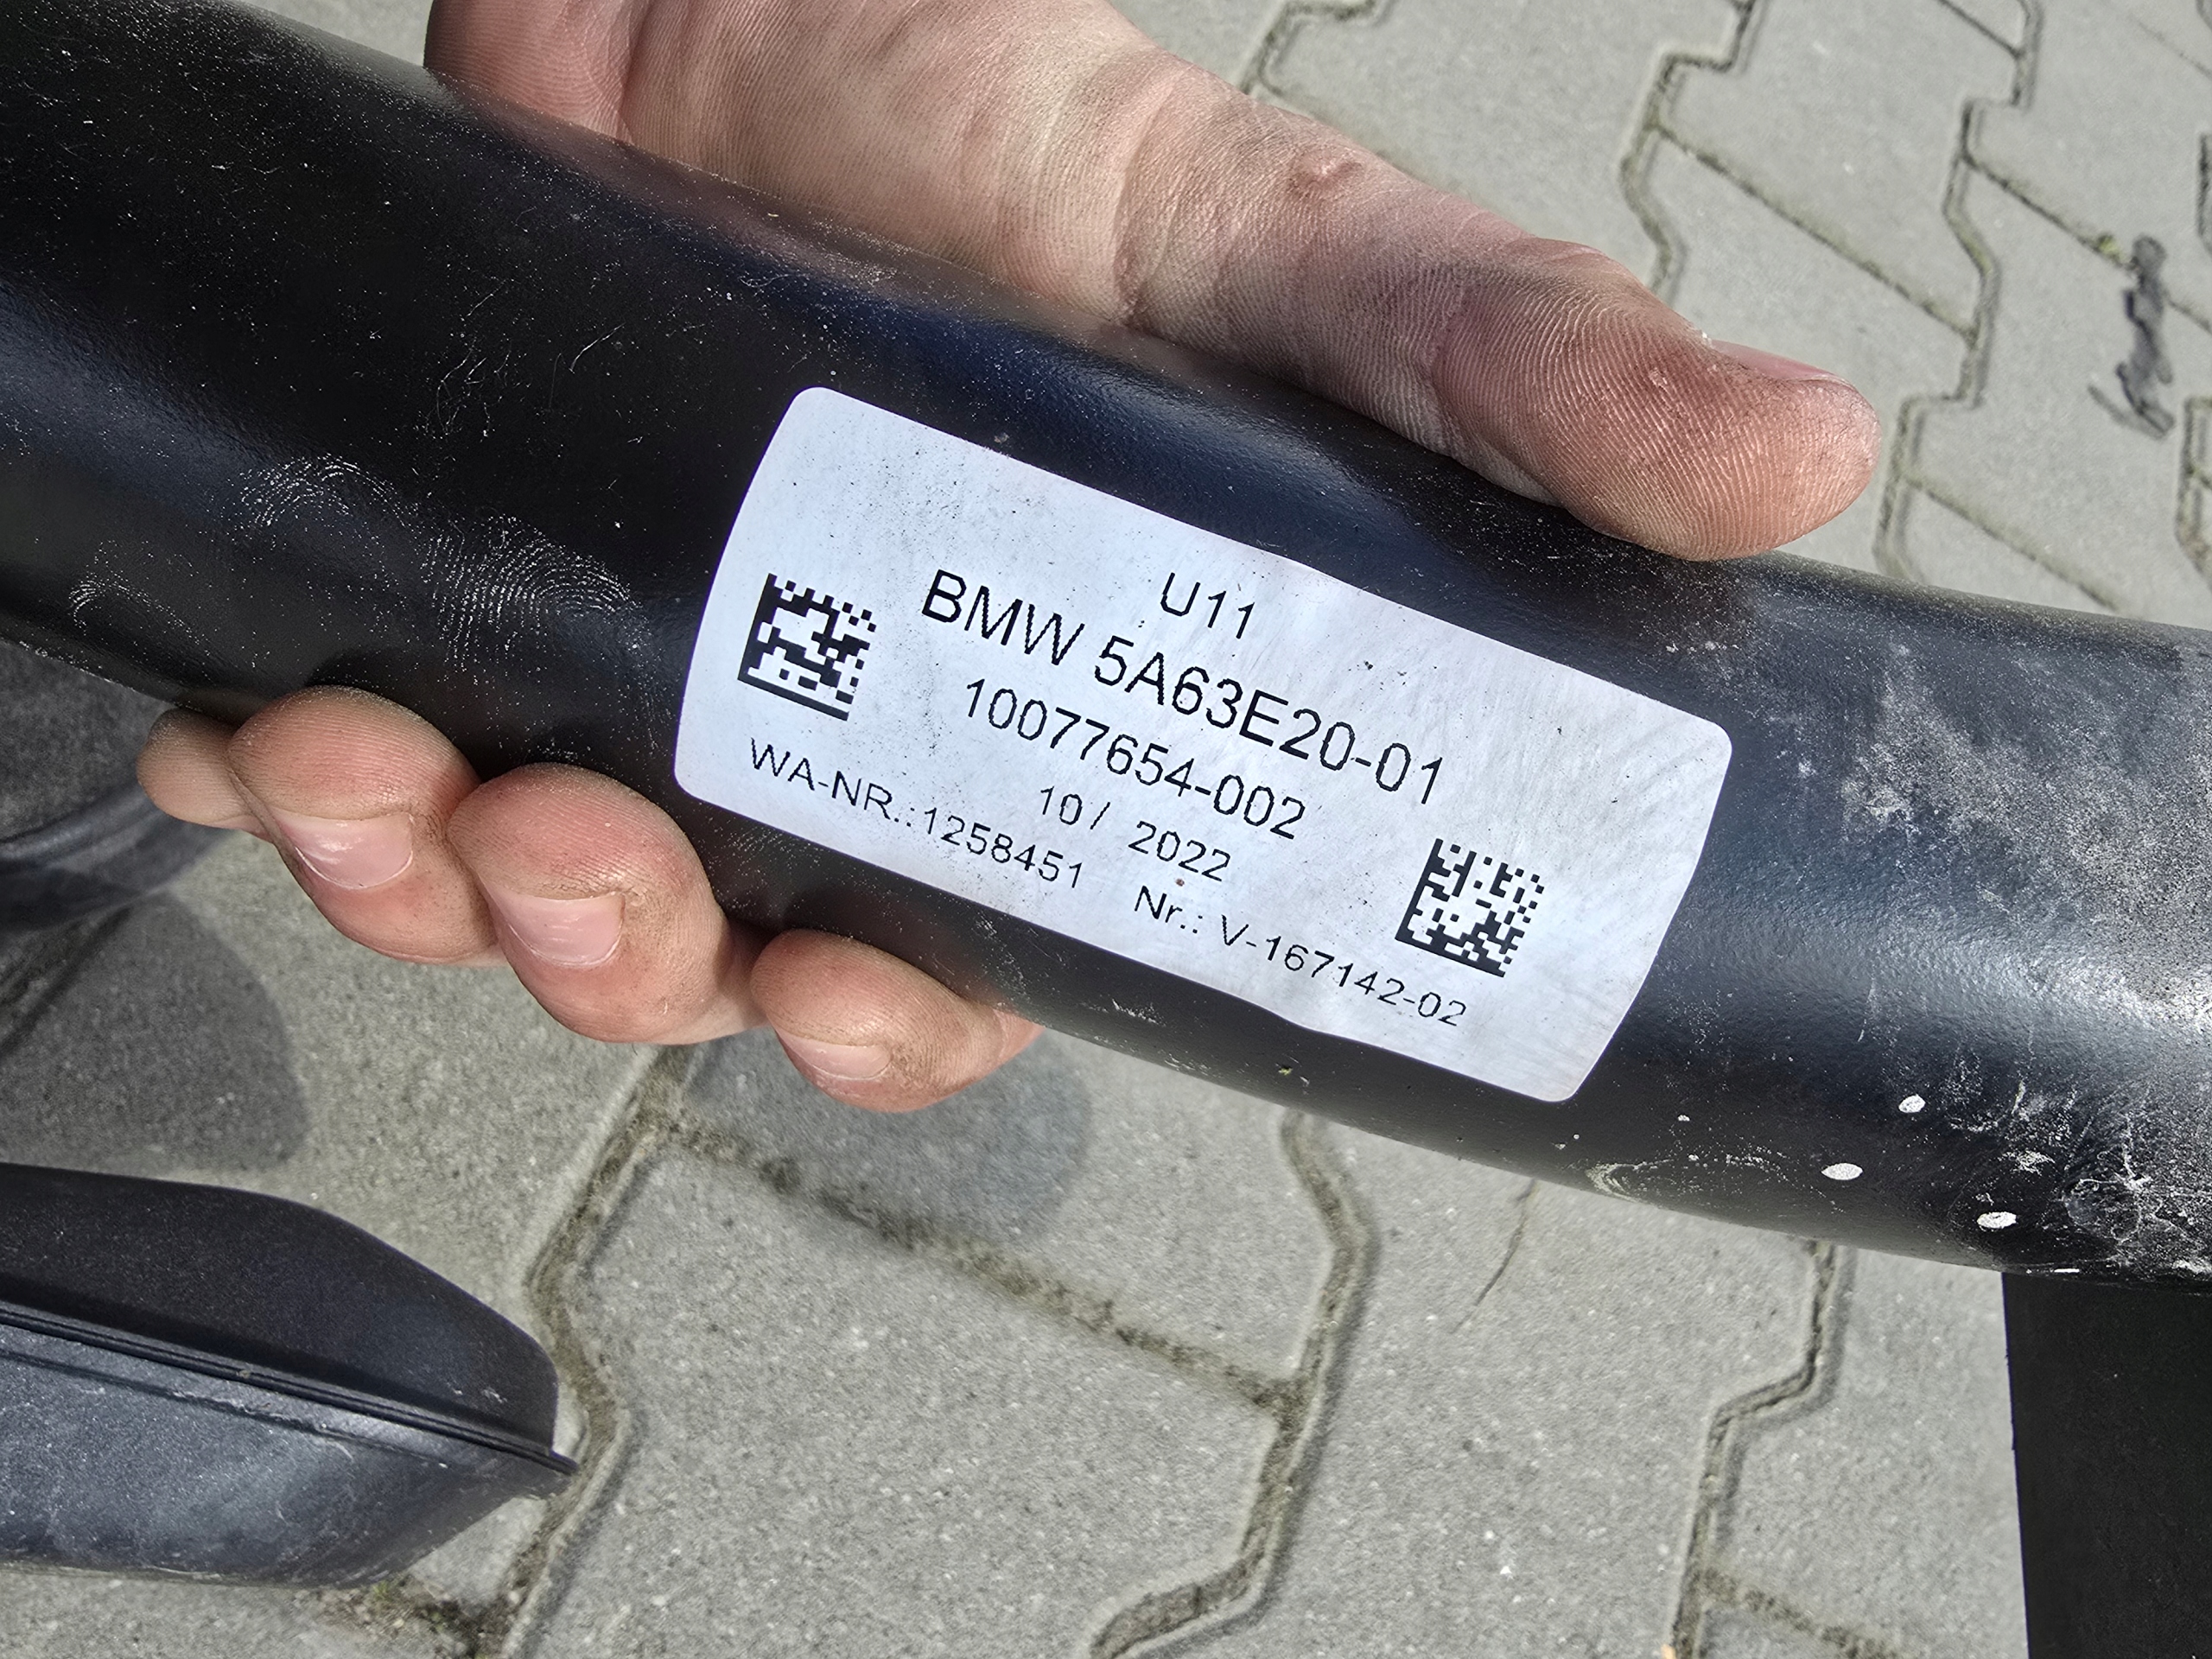 U11
BMW 5A63E20-01
10077654-002
10/ 2022
WA-NR.:1258451 Nr.: V-167142-02